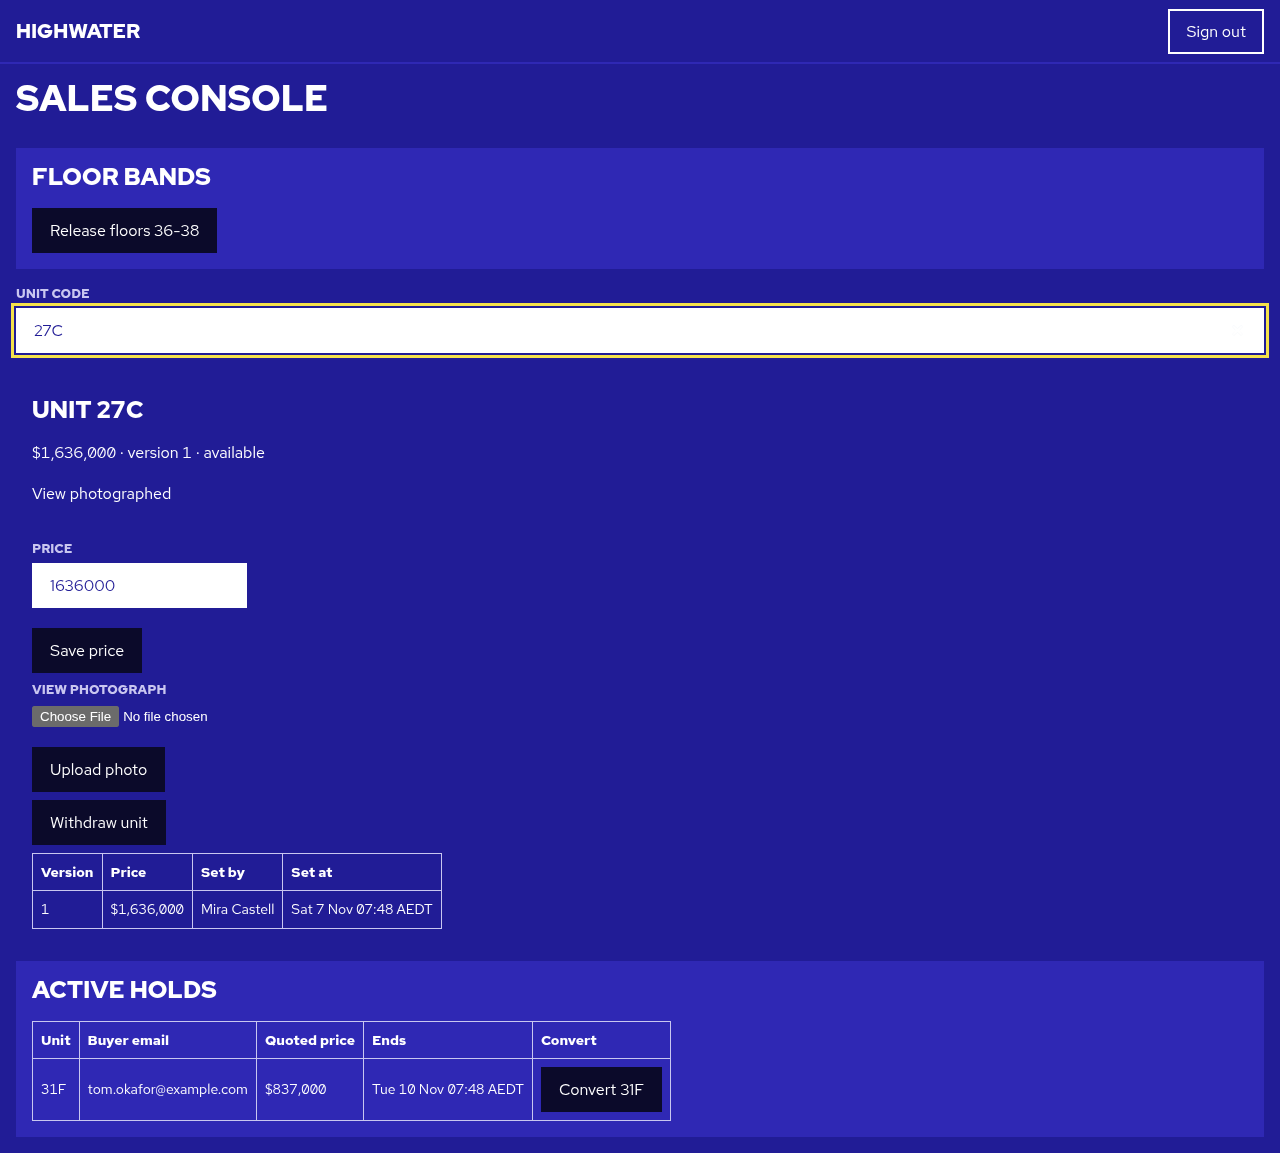 HIGHWATER
Sign out
SALES CONSOLE
FLOOR BANDS
Release floors 36-38
UNIT CODE
27C
UNIT 27C
$1,636,000 · version 1 · available
View photographed
PRICE
1636000
Save price
VIEW PHOTOGRAPH
Choose File No file chosen
Upload photo
Withdraw unit
Version Price Set by Set at
1 $1,636,000 Mira Castell Sat 7 Nov 07:48 AEDT
ACTIVE HOLDS
Unit Buyer email Quoted price Ends Convert
31F tom.okafor@example.com $837,000 Tue 10 Nov 07:48 AEDT Convert 31F